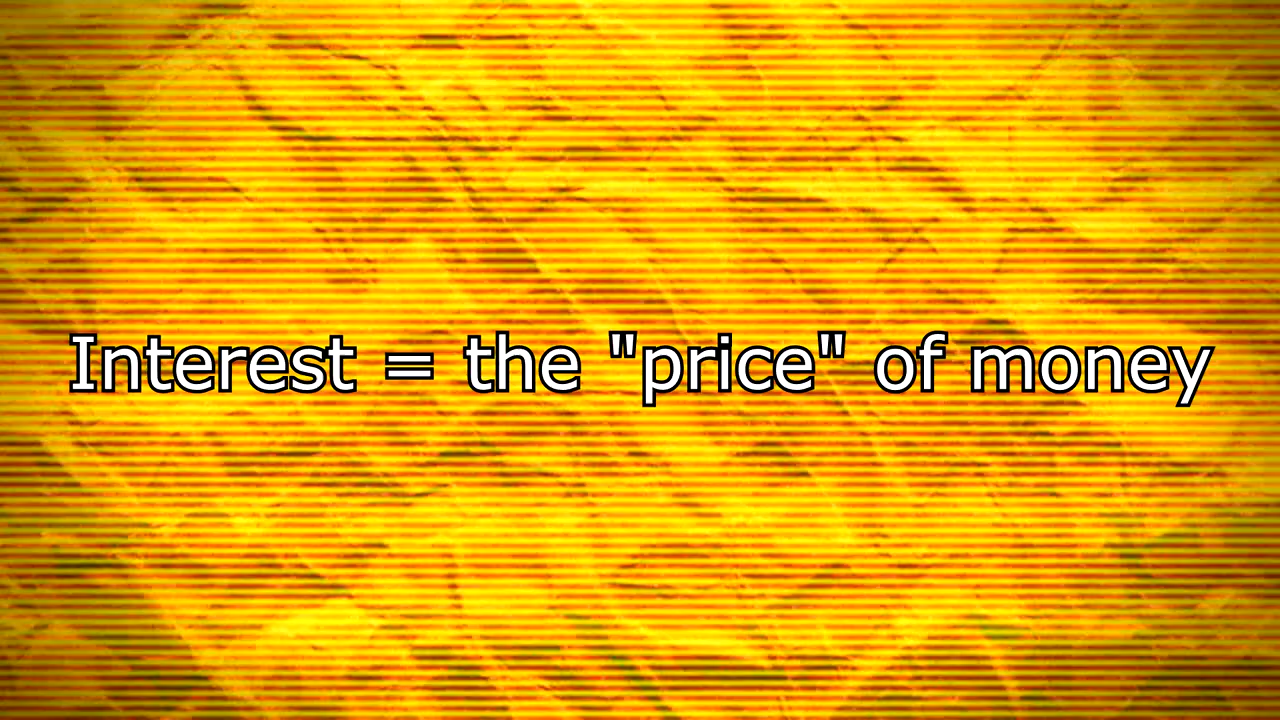 Interest = the "price" of money